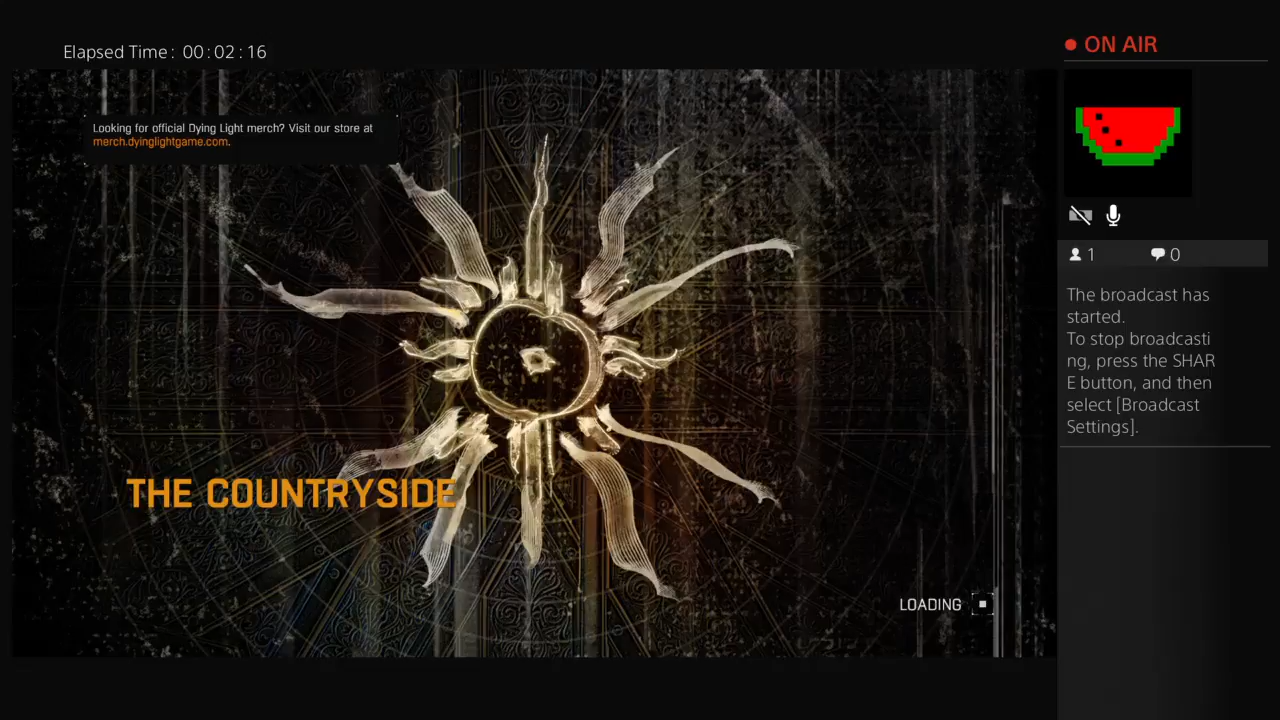 Elapsed Time: 00:02:16
ON AIR
Looking for official Dying Light merch? Visit our store at
merch.dyinglightgame.com.
1 0
The broadcast has
started.
To stop broadcasti
ng, press the SHAR
E button, and then
select [Broadcast
Settings].
THE COUNTRYSIDE
LOADING